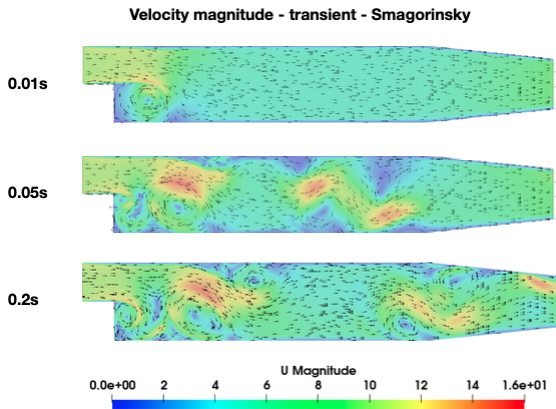 Velocity magnitude - transient - Smagorinsky
0.01s
0.05s
0.2s
U Magnitude
0.0e+00 2 4 6 8 10 12 14 1.6e+01